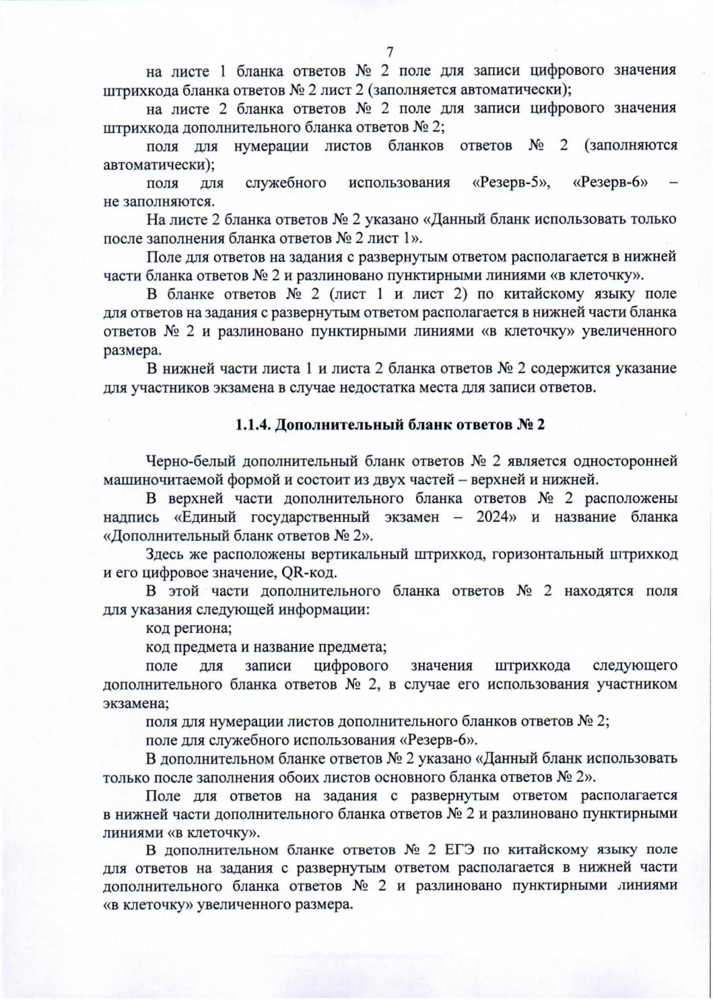 7
на листе 1 бланка ответов № 2 поле для записи цифрового значения
штрихкода бланка ответов № 2 лист 2 (заполняется автоматически);
на листе 2 бланка ответов № 2 поле для записи цифрового значения
штрихкода дополнительного бланка ответов № 2;
поля для нумерации листов бланков ответов № 2 (заполняются
автоматически);
поля для служебного использования «Резерв-5», «Резерв-6» –
не заполняются.
На листе 2 бланка ответов № 2 указано «Данный бланк использовать только
после заполнения бланка ответов № 2 лист 1».
Поле для ответов на задания с развернутым ответом располагается в нижней
части бланка ответов № 2 и разлиновано пунктирными линиями «в клеточку».
В бланке ответов № 2 (лист 1 и лист 2) по китайскому языку поле
для ответов на задания с развернутым ответом располагается в нижней части бланка
ответов № 2 и разлиновано пунктирными линиями «в клеточку» увеличенного
размера.
В нижней части листа 1 и листа 2 бланка ответов № 2 содержится указание
для участников экзамена в случае недостатка места для записи ответов.
1.1.4. Дополнительный бланк ответов № 2
Черно-белый дополнительный бланк ответов № 2 является односторонней
машиночитаемой формой и состоит из двух частей – верхней и нижней.
В верхней части дополнительного бланка ответов № 2 расположены
надпись «Единый государственный экзамен – 2024» и название бланка
«Дополнительный бланк ответов № 2».
Здесь же расположены вертикальный штрихкод, горизонтальный штрихкод
и его цифровое значение, QR-код.
В этой части дополнительного бланка ответов № 2 находятся поля
для указания следующей информации:
код региона;
код предмета и название предмета;
поле для записи цифрового значения штрихкода следующего
дополнительного бланка ответов № 2, в случае его использования участником
экзамена;
поля для нумерации листов дополнительного бланков ответов № 2;
поле для служебного использования «Резерв-6».
В дополнительном бланке ответов № 2 указано «Данный бланк использовать
только после заполнения обоих листов основного бланка ответов № 2».
Поле для ответов на задания с развернутым ответом располагается
в нижней части дополнительного бланка ответов № 2 и разлиновано пунктирными
линиями «в клеточку».
В дополнительном бланке ответов № 2 ЕГЭ по китайскому языку поле
для ответов на задания с развернутым ответом располагается в нижней части
дополнительного бланка ответов № 2 и разлиновано пунктирными линиями
«в клеточку» увеличенного размера.